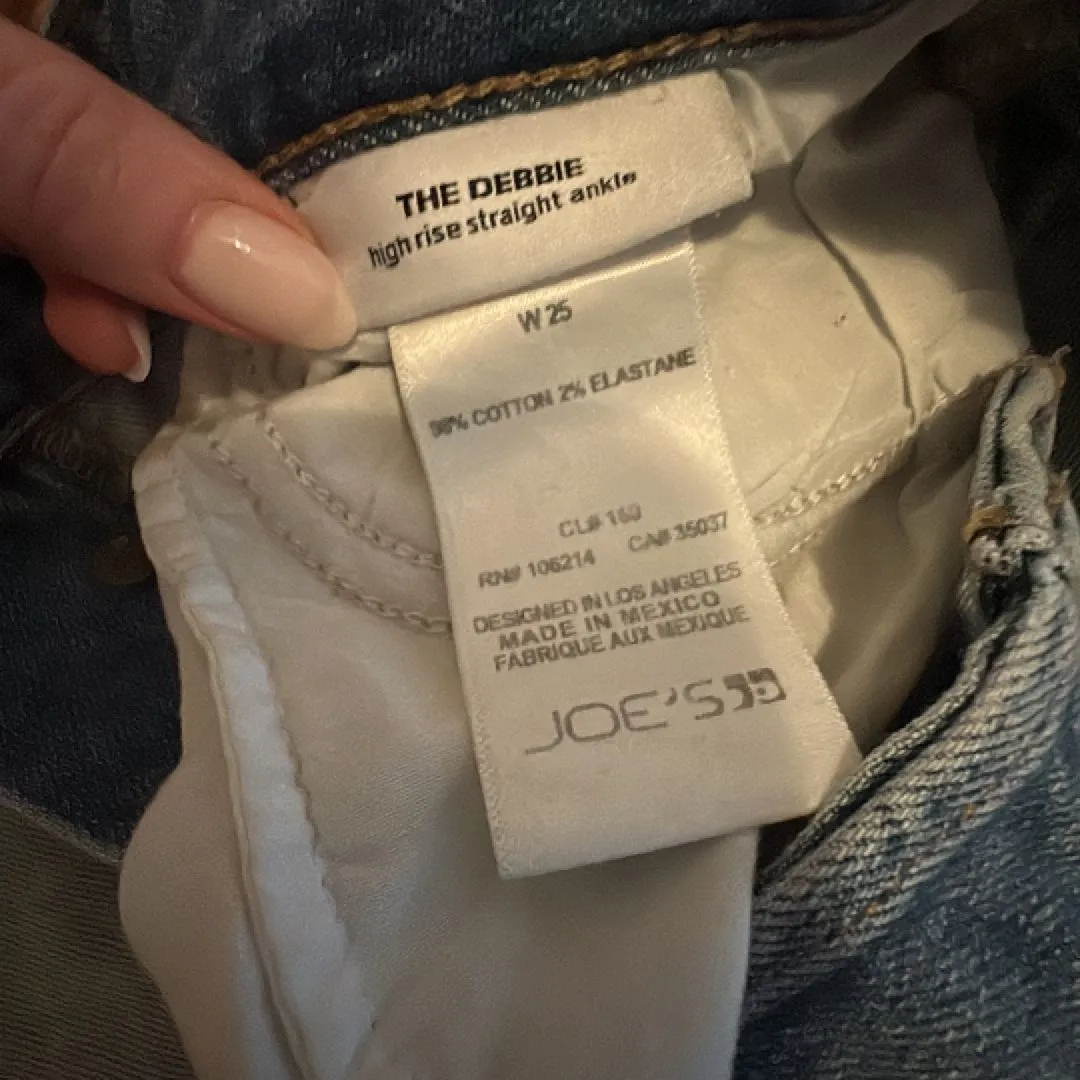 THE DEBBIE
high rise straight ankle
W 25
98% COTTON 2% ELASTANE
CL# 160
RN# 106214 CA# 35037
DESIGNED IN LOS ANGELES
MADE IN MEXICO
FABRIQUE AUX MEXIQUE
JOE'S